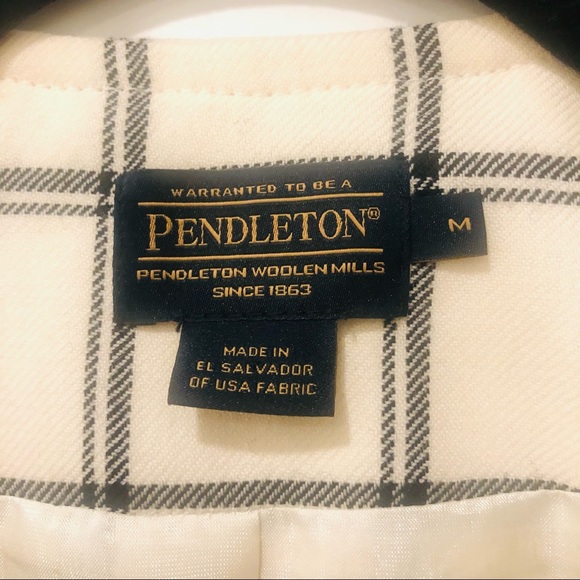 WARRANTED TO BE A
PENDLETON®
PENDLETON WOOLEN MILLS
SINCE 1863
M
MADE IN
EL SALVADOR
OF USA FABRIC